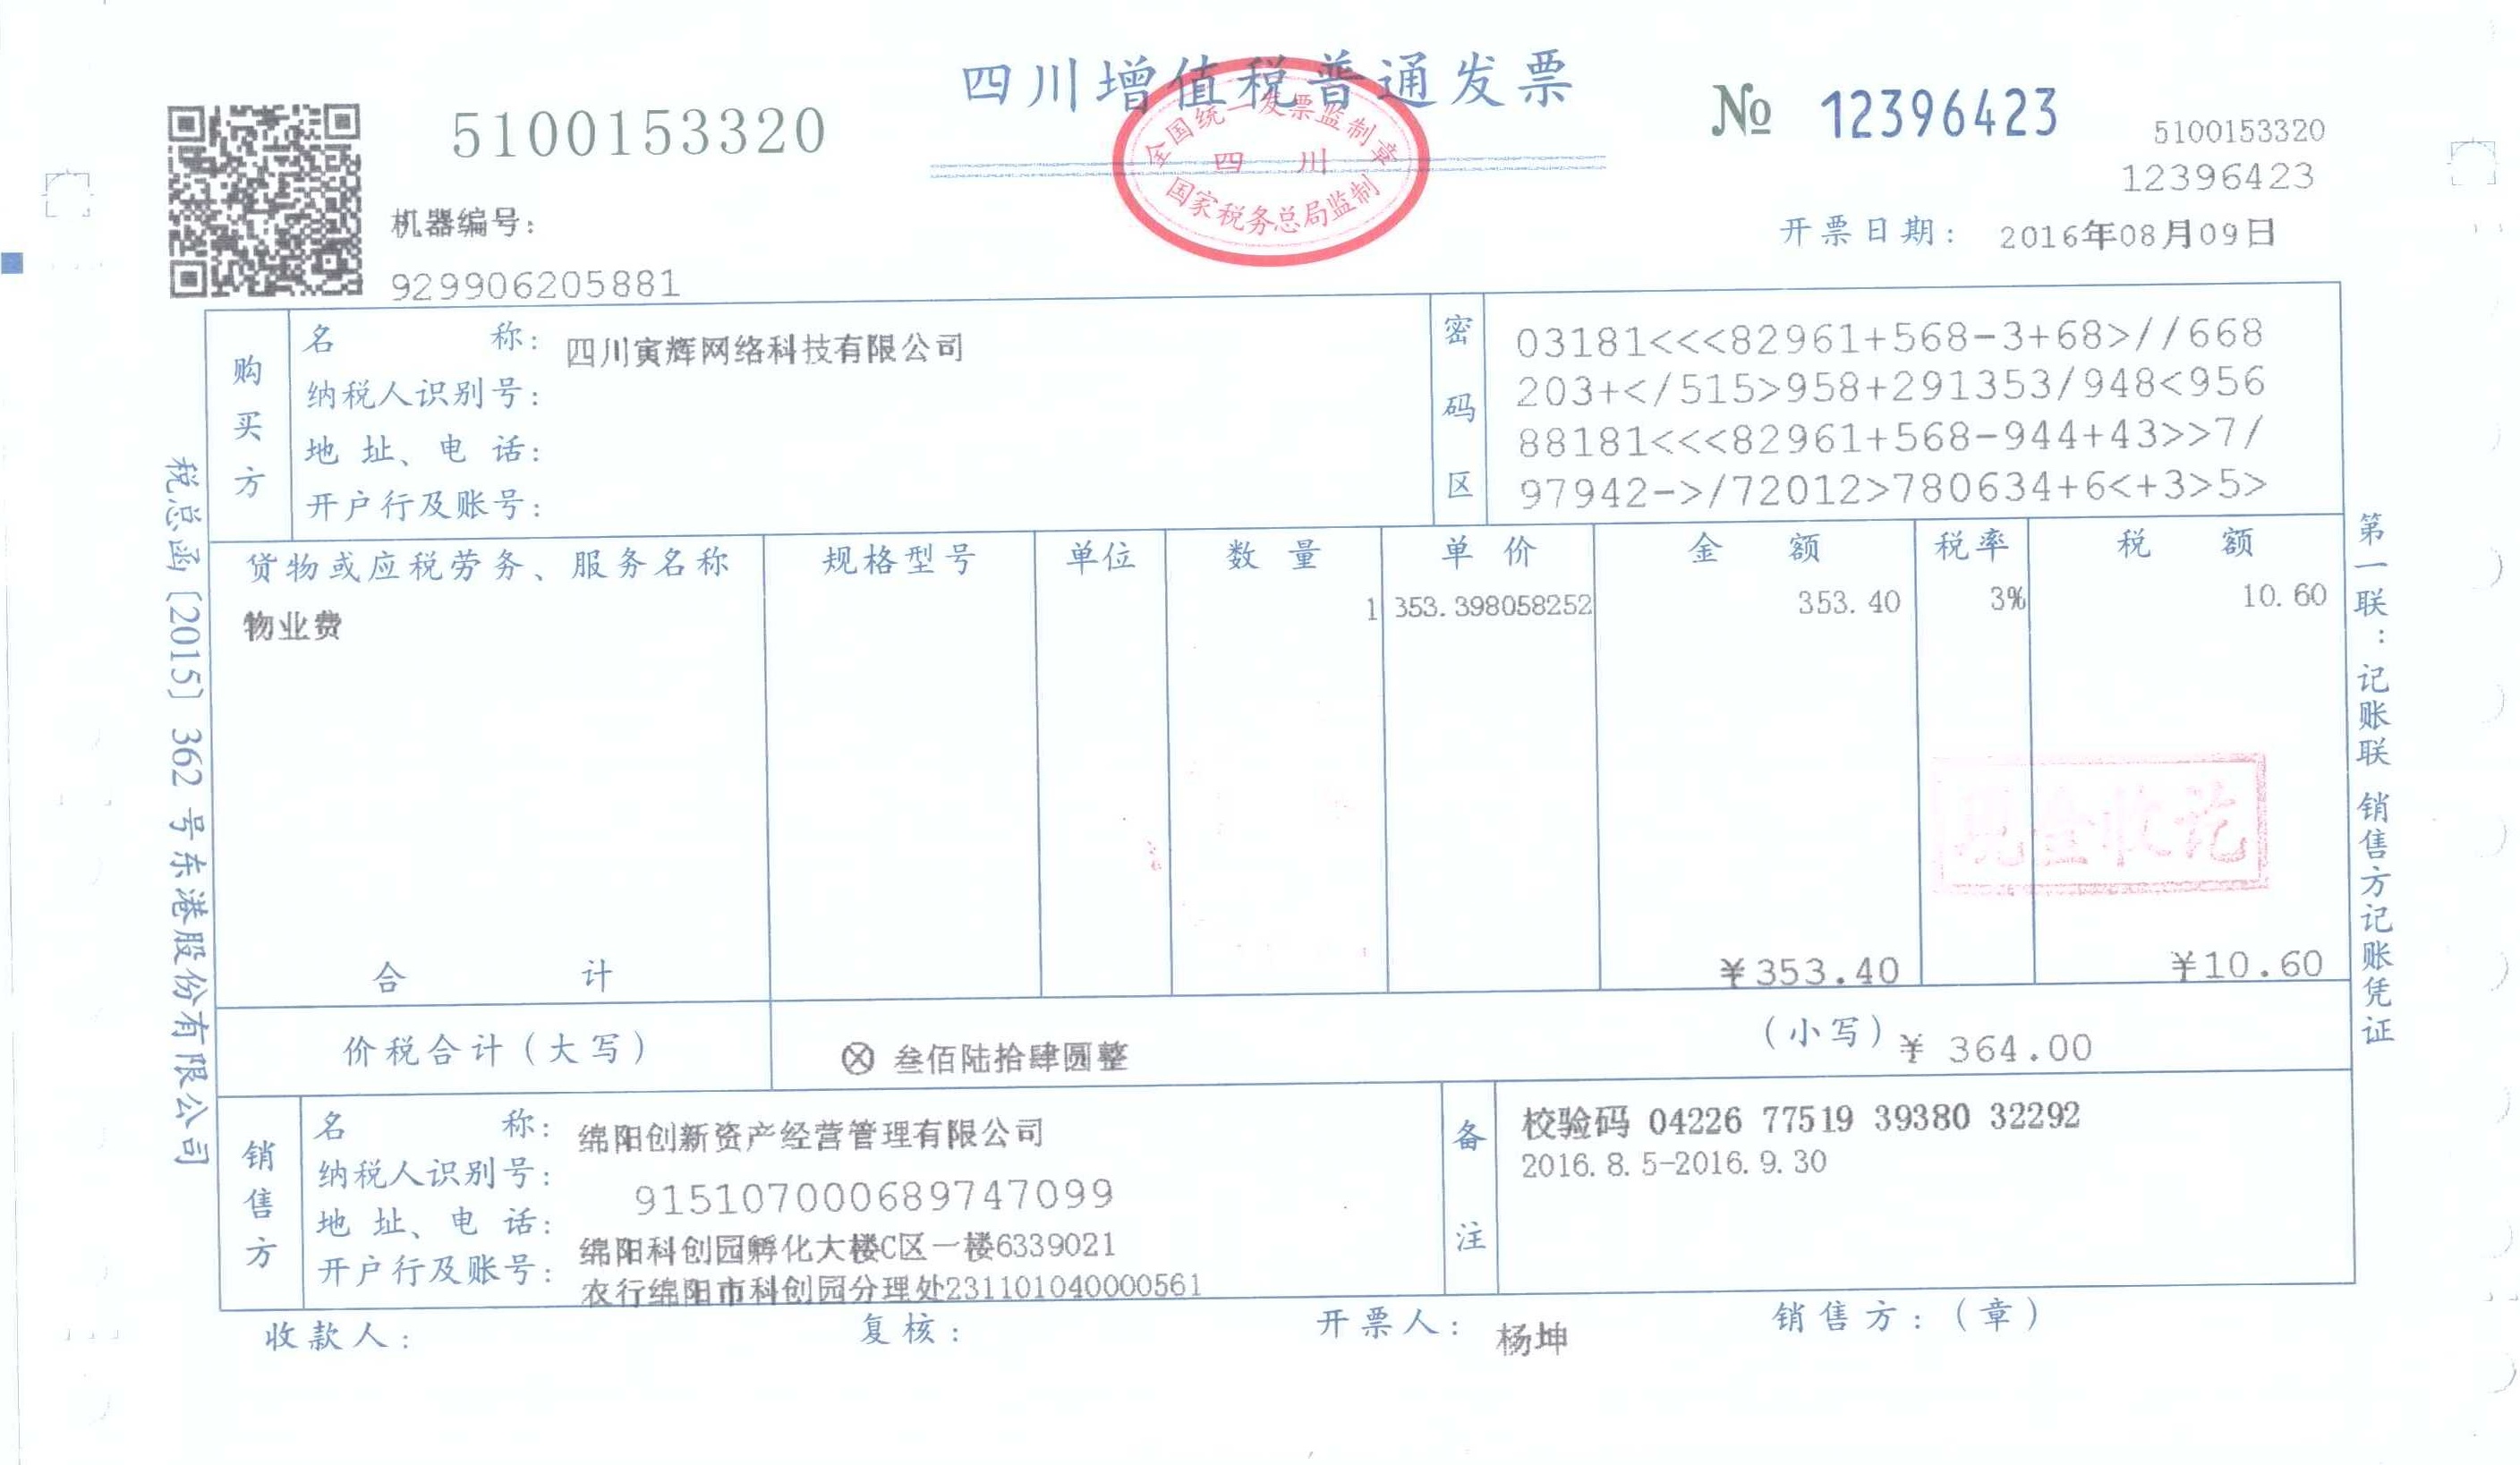 四川增值税普通发票
5100153320
№ 12396423
5100153320
12396423
全国统一发票监制章
四 川
国家税务总局监制
机器编号：
929906205881
开票日期： 2016年08月09日
购买方
名 称： 四川寅辉网络科技有限公司
纳税人识别号：
地 址、电 话：
开户行及账号：
密码区
03181<<<82961+568-3+68>//668
203+</515>958+291353/948<956
88181<<<82961+568-944+43>>7/
97942->/72012>780634+6<+3>5>
货物或应税劳务、服务名称 规格型号 单位 数 量 单 价 金 额 税率 税 额
物业费 1 353.398058252 353.40 3% 10.60
现金收讫
合 计 ¥353.40 ¥10.60
价税合计（大写） ⊗ 叁佰陆拾肆圆整 （小写）¥ 364.00
销售方
名 称： 绵阳创新资产经营管理有限公司
纳税人识别号： 915107000689747099
地 址、电 话： 绵阳科创园孵化大楼C区一楼6339021
开户行及账号： 农行绵阳市科创园分理处231101040000561
备注
校验码 04226 77519 39380 32292
2016.8.5-2016.9.30
收款人： 复核： 开票人： 杨坤 销售方：（章）
税总函〔2015〕362 号东港股份有限公司
第一联：记账联 销售方记账凭证